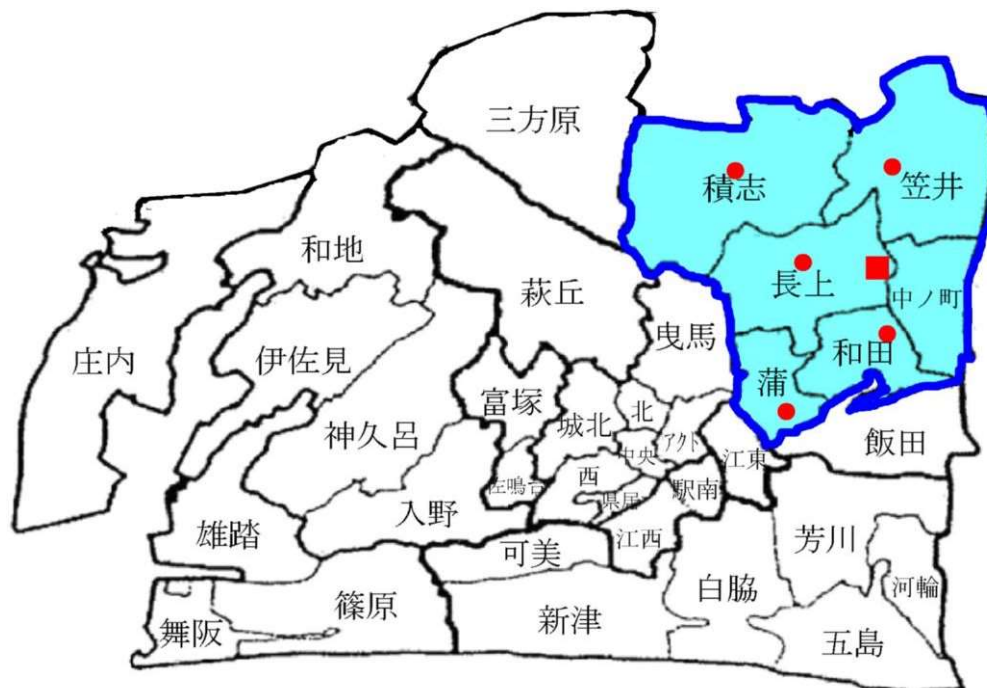 三方原
積志
笠井
和地
萩丘
長上
中ノ町
曳馬
庄内
伊佐見
和田
蒲
富塚
神久呂
城北
北
アクト
中央
江東
飯田
佐鳴台
西
県居
駅南
入野
雄踏
可美
江西
芳川
白脇
河輪
舞阪
篠原
新津
五島